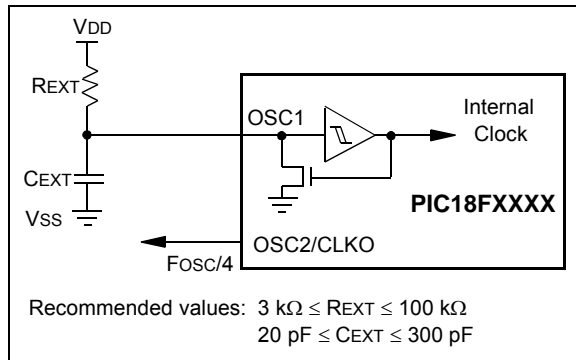 VDD
REXT
OSC1
Internal
Clock
CEXT
PIC18FXXXX
VSS
OSC2/CLKO
FOSC/4
Recommended values: 3 kΩ ≤ REXT ≤ 100 kΩ
20 pF ≤ CEXT ≤ 300 pF